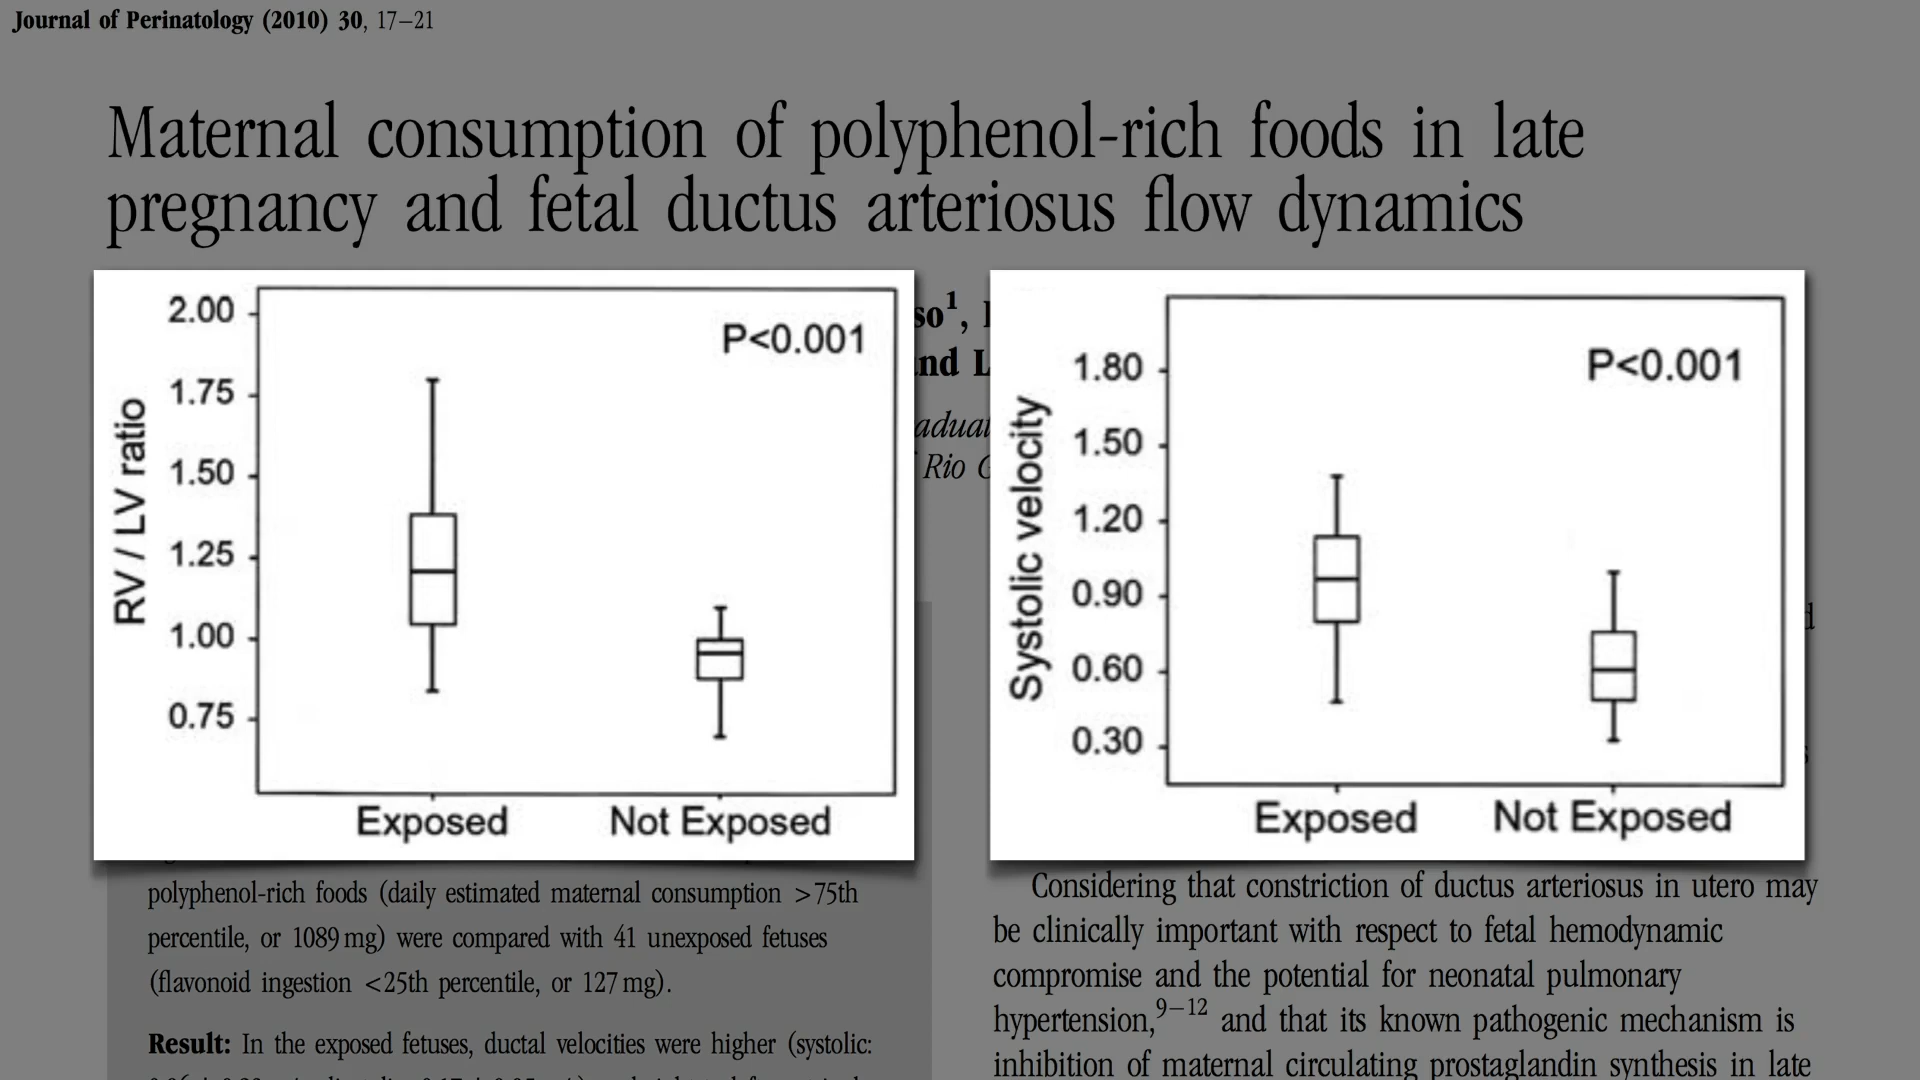 Journal of Perinatology (2010) 30, 17–21
Maternal consumption of polyphenol-rich foods in late
pregnancy and fetal ductus arteriosus flow dynamics
so1,
nd L
aduat
Rio G
RV / LV ratio
2.00
1.75
1.50
1.25
1.00
0.75
P<0.001
Exposed Not Exposed
Systolic velocity
1.80
1.50
1.20
0.90
0.60
0.30
P<0.001
Exposed Not Exposed
polyphenol-rich foods (daily estimated maternal consumption >75th
percentile, or 1089 mg) were compared with 41 unexposed fetuses
(flavonoid ingestion <25th percentile, or 127 mg).
Result: In the exposed fetuses, ductal velocities were higher (systolic:
Considering that constriction of ductus arteriosus in utero may
be clinically important with respect to fetal hemodynamic
compromise and the potential for neonatal pulmonary
hypertension,9–12 and that its known pathogenic mechanism is
inhibition of maternal circulating prostaglandin synthesis in late